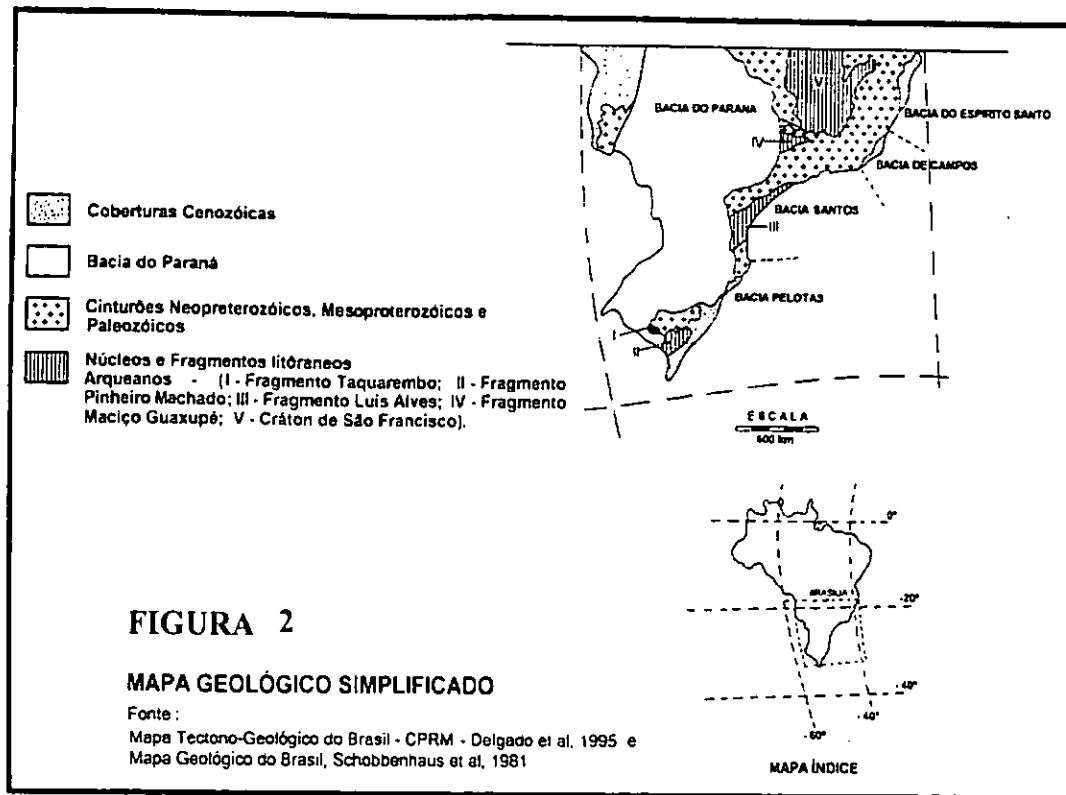 BACIA DO PARANÁ
V
BACIA DO ESPIRITO SANTO
IV
BACIA DE CAMPOS
BACIA SANTOS
III
BACIA PELOTAS
I
II
Coberturas Cenozóicas
Bacia do Paraná
Cinturões Neopreterozóicos, Mesoproterozóicos e
Paleozóicos
Núcleos e Fragmentos litôraneos
Arqueanos - (I - Fragmento Taquarembo; II - Fragmento
Pinheiro Machado; III - Fragmento Luis Alves; IV - Fragmento
Maciço Guaxupé; V - Cráton de São Francisco).
ESCALA
600 km
0°
BRASILIA
-20°
-40°
-40°
-60°
MAPA ÍNDICE
FIGURA 2
MAPA GEOLÓGICO SIMPLIFICADO
Fonte :
Mapa Tectono-Geológico do Brasil - CPRM - Delgado et al, 1995 e
Mapa Geológico do Brasil, Schobbenhaus et al, 1981